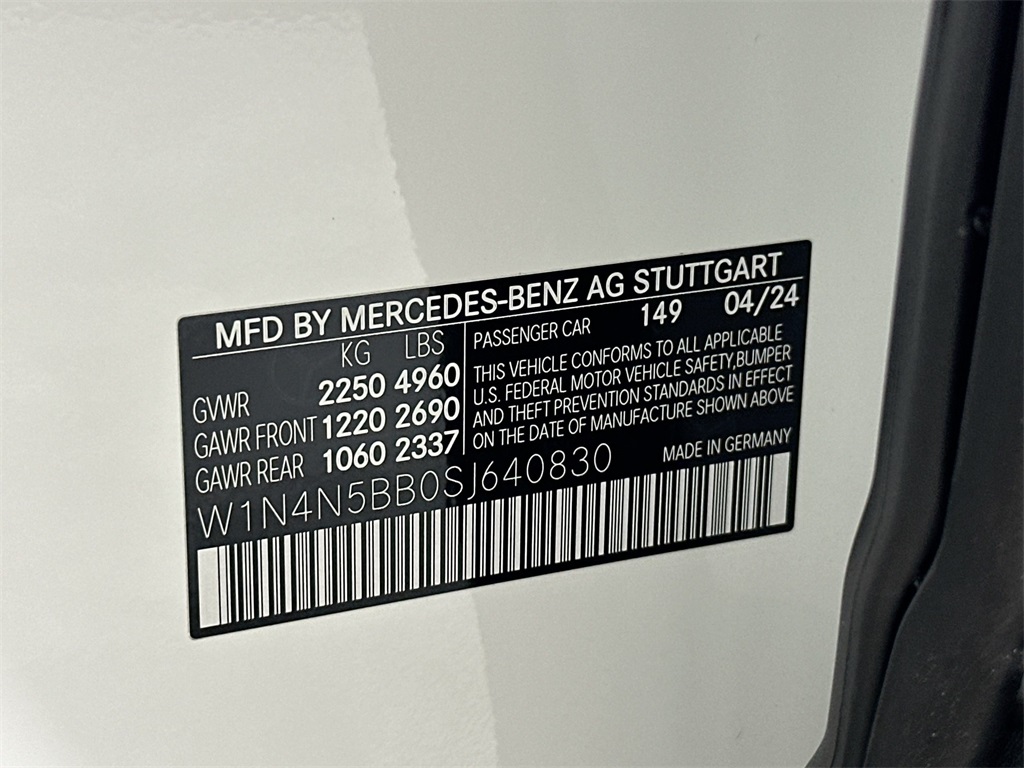 MFD BY MERCEDES-BENZ AG STUTTGART
KG LBS
GVWR 2250 4960
GAWR FRONT 1220 2690
GAWR REAR 1060 2337
PASSENGER CAR 149 04/24
THIS VEHICLE CONFORMS TO ALL APPLICABLE
U.S. FEDERAL MOTOR VEHICLE SAFETY,BUMPER
AND THEFT PREVENTION STANDARDS IN EFFECT
ON THE DATE OF MANUFACTURE SHOWN ABOVE
W1N4N5BB0SJ640830 MADE IN GERMANY